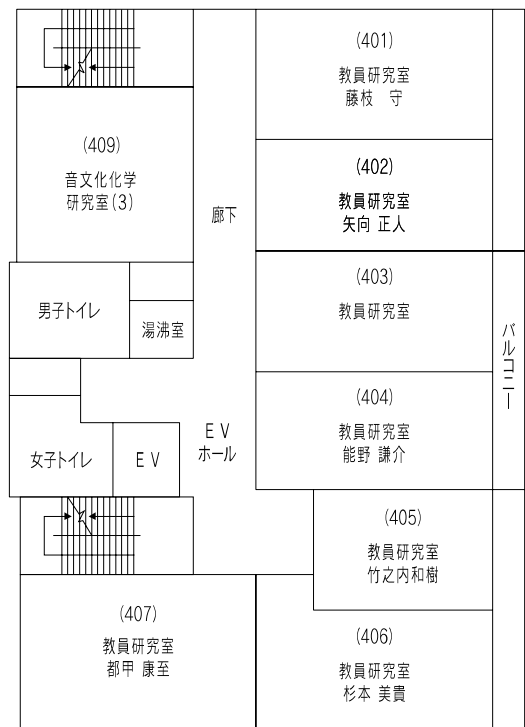 (401)
教員研究室
藤枝　守
(402)
教員研究室
矢向 正人
(409)
音文化化学
研究室(3)
廊下
(403)
教員研究室
男子トイレ
湯沸室
バルコニー
(404)
教員研究室
能野 謙介
EV
ホール
女子トイレ
EV
(405)
教員研究室
竹之内和樹
(407)
教員研究室
都甲 康至
(406)
教員研究室
杉本 美貴